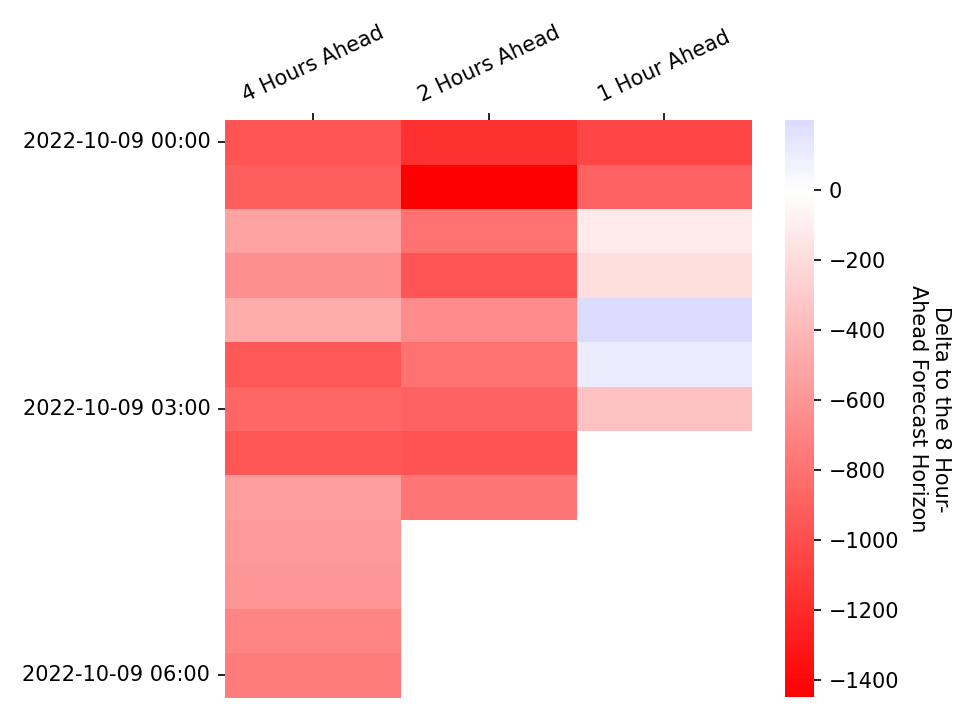 4 Hours Ahead
2 Hours Ahead
1 Hour Ahead
2022-10-09 00:00
2022-10-09 03:00
2022-10-09 06:00
0
−200
−400
−600
−800
−1000
−1200
−1400
Delta to the 8 Hour-
Ahead Forecast Horizon